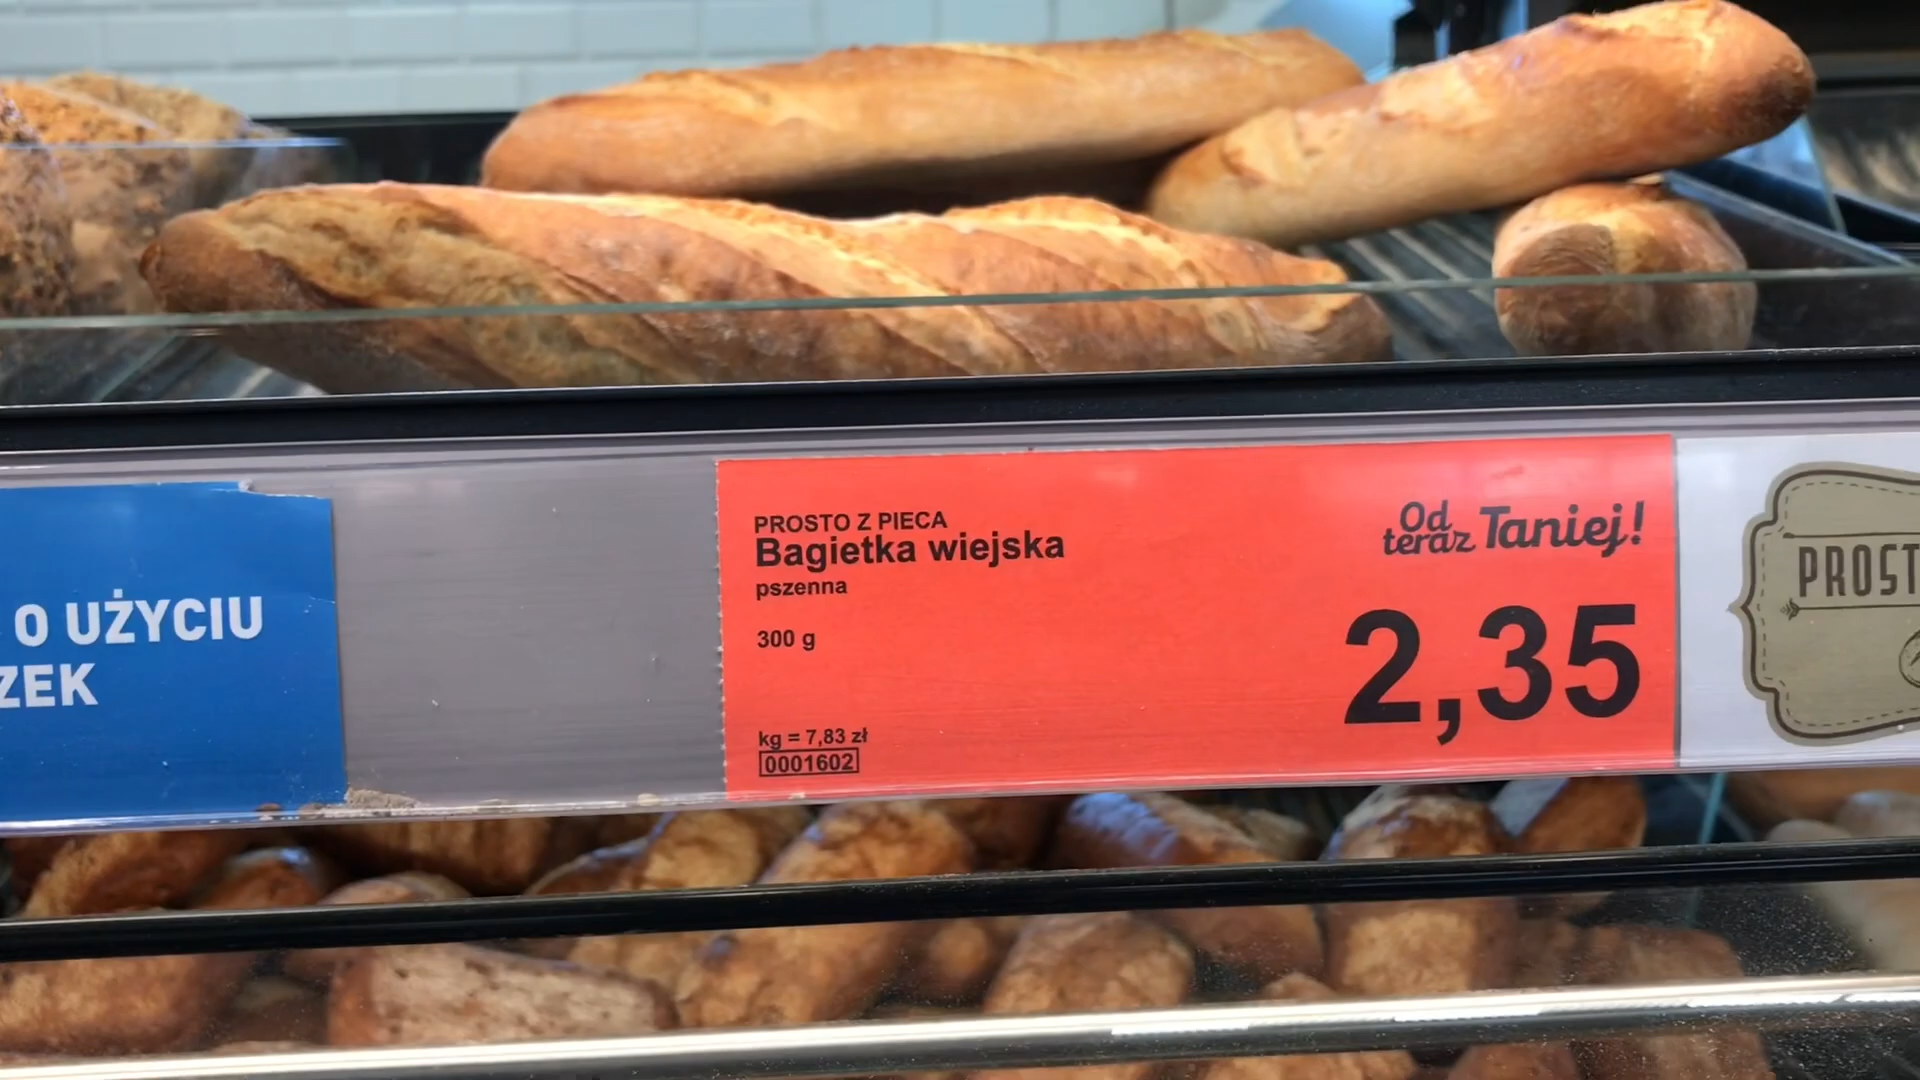 O UŻYCIU
ZEK
PROSTO Z PIECA
Bagietka wiejska
pszenna
300 g
kg = 7,83 zł
0001602
Od teraz Taniej!
2,35
PROST